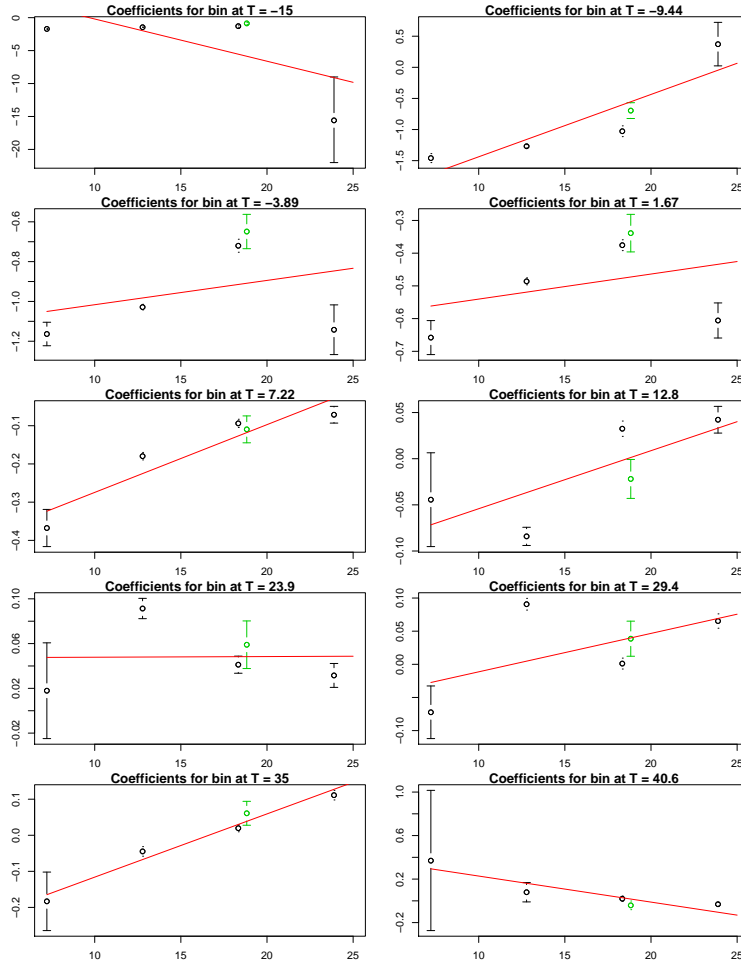 Coefficients for bin at T = −15
0
−5
−10
−15
−20
10 15 20 25
Coefficients for bin at T = −9.44
0.5
0.0
−0.5
−1.0
−1.5
10 15 20 25
Coefficients for bin at T = −3.89
−0.6
−0.8
−1.0
−1.2
10 15 20 25
Coefficients for bin at T = 1.67
−0.3
−0.4
−0.5
−0.6
−0.7
10 15 20 25
Coefficients for bin at T = 7.22
−0.1
−0.2
−0.3
−0.4
10 15 20 25
Coefficients for bin at T = 12.8
0.05
0.00
−0.05
−0.10
10 15 20 25
Coefficients for bin at T = 23.9
0.10
0.06
0.02
−0.02
10 15 20 25
Coefficients for bin at T = 29.4
0.10
0.05
0.00
−0.10
10 15 20 25
Coefficients for bin at T = 35
0.1
0.0
−0.1
−0.2
10 15 20 25
Coefficients for bin at T = 40.6
1.0
0.6
0.2
−0.2
10 15 20 25